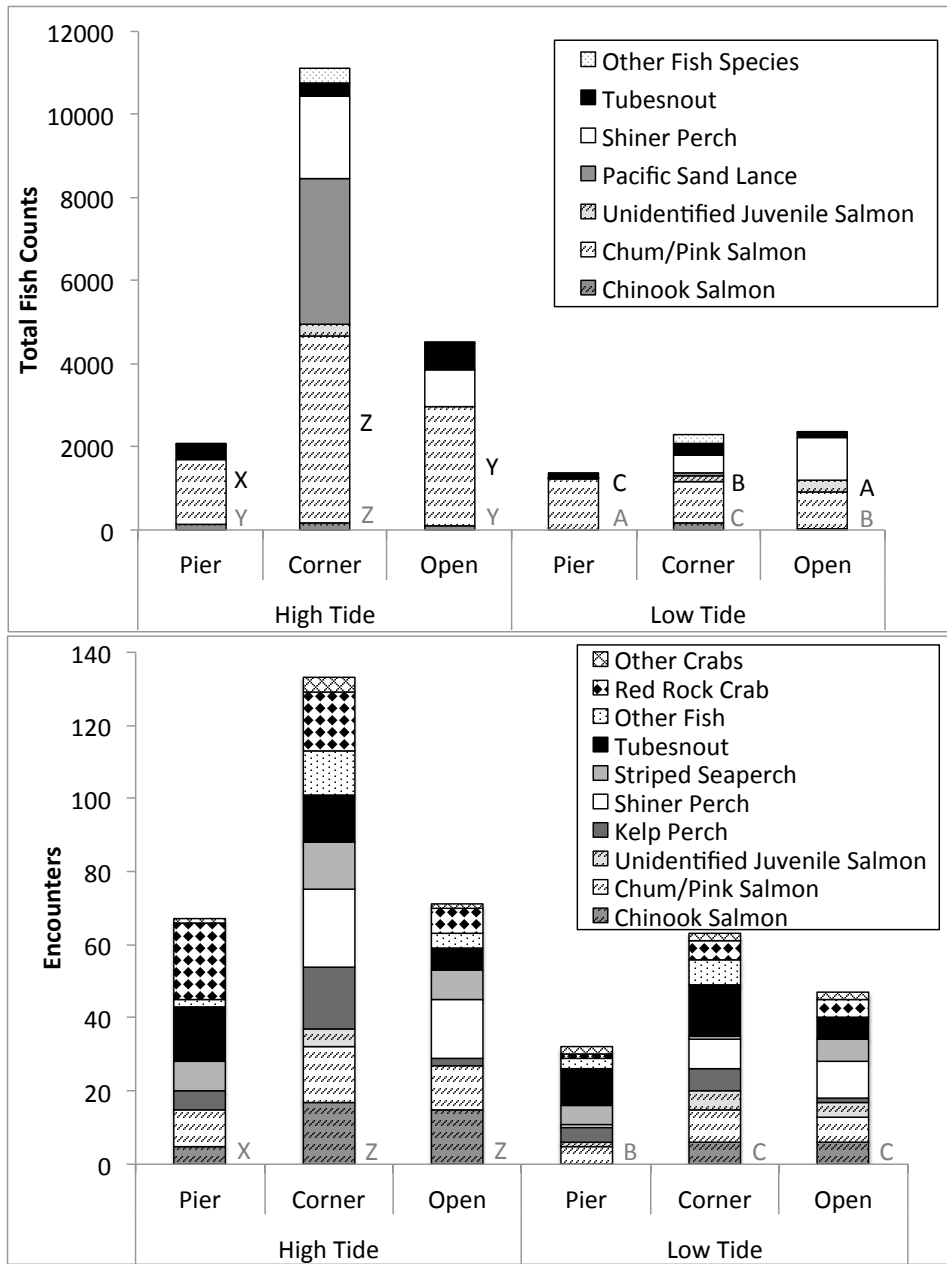 12000
10000
8000
6000
4000
2000
0
Total Fish Counts
Other Fish Species
Tubesnout
Shiner Perch
Pacific Sand Lance
Unidentified Juvenile Salmon
Chum/Pink Salmon
Chinook Salmon
X
Y
Z
Z
Y
Y
C
A
B
C
A
B
Pier
Corner
Open
Pier
Corner
Open
High Tide
Low Tide
140
120
100
80
60
40
20
0
Encounters
Other Crabs
Red Rock Crab
Other Fish
Tubesnout
Striped Seaperch
Shiner Perch
Kelp Perch
Unidentified Juvenile Salmon
Chum/Pink Salmon
Chinook Salmon
X
Z
Z
B
C
C
Pier
Corner
Open
Pier
Corner
Open
High Tide
Low Tide